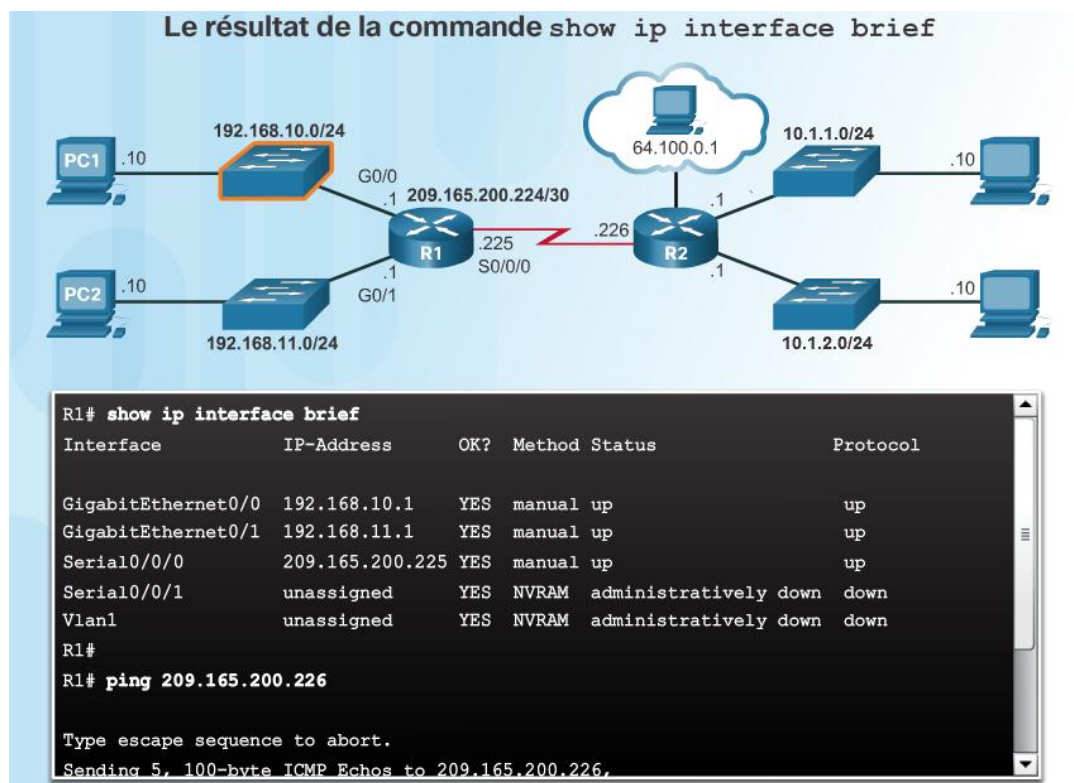 Le résultat de la commande show ip interface brief
192.168.10.0/24
64.100.0.1
10.1.1.0/24
PC1
.10
.10
G0/0
.1
209.165.200.224/30
.1
.226
R1
.225
R2
S0/0/0
.1
.1
PC2
.10
G0/1
.10
192.168.11.0/24
10.1.2.0/24
R1# show ip interface brief
Interface IP-Address OK? Method Status Protocol
GigabitEthernet0/0 192.168.10.1 YES manual up up
GigabitEthernet0/1 192.168.11.1 YES manual up up
Serial0/0/0 209.165.200.225 YES manual up up
Serial0/0/1 unassigned YES NVRAM administratively down down
Vlan1 unassigned YES NVRAM administratively down down
R1#
R1# ping 209.165.200.226
Type escape sequence to abort.
Sending 5, 100-byte ICMP Echos to 209.165.200.226,